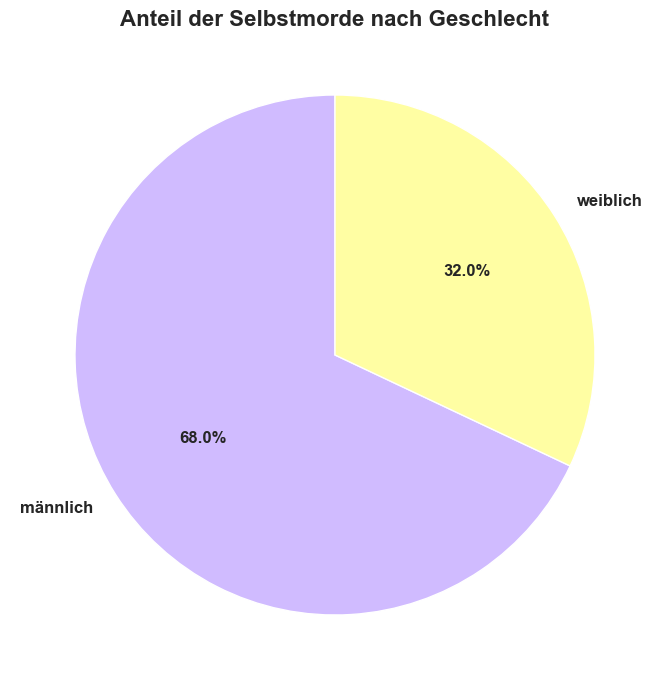 Anteil der Selbstmorde nach Geschlecht
weiblich
32.0%
68.0%
männlich